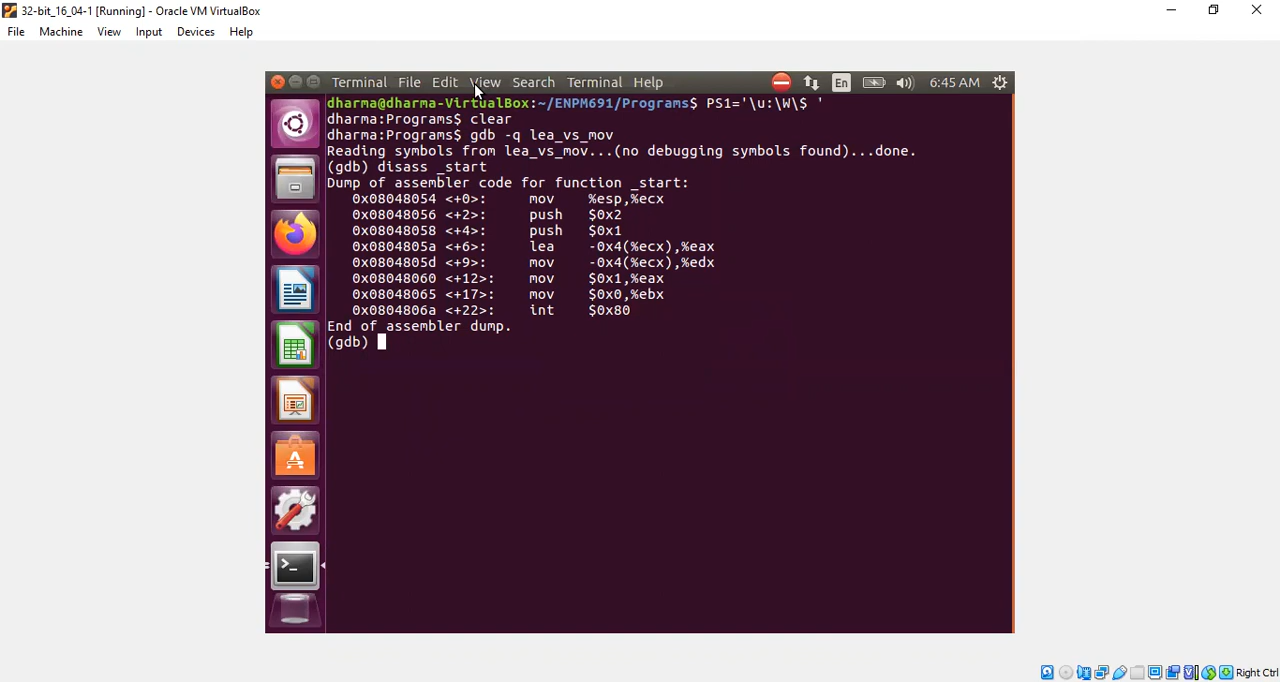 32-bit_16_04-1 [Running] - Oracle VM VirtualBox
File Machine View Input Devices Help
Terminal File Edit View Search Terminal Help En 6:45 AM
dharma@dharma-VirtualBox:~/ENPM691/Programs$ PS1='\u:\W\$ '
dharma:Programs$ clear
dharma:Programs$ gdb -q lea_vs_mov
Reading symbols from lea_vs_mov...(no debugging symbols found)...done.
(gdb) disass _start
Dump of assembler code for function _start:
0x08048054 <+0>: mov %esp,%ecx
0x08048056 <+2>: push $0x2
0x08048058 <+4>: push $0x1
0x0804805a <+6>: lea -0x4(%ecx),%eax
0x0804805d <+9>: mov -0x4(%ecx),%edx
0x08048060 <+12>: mov $0x1,%eax
0x08048065 <+17>: mov $0x0,%ebx
0x0804806a <+22>: int $0x80
End of assembler dump.
(gdb)
Right Ctrl